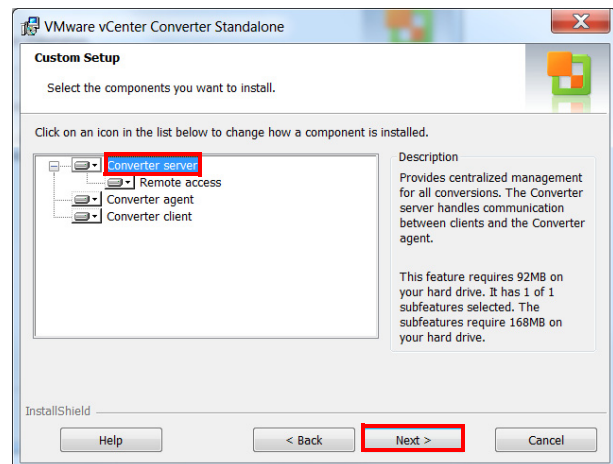 VMware vCenter Converter Standalone
Custom Setup
Select the components you want to install.
Click on an icon in the list below to change how a component is installed.
Converter server
Remote access
Converter agent
Converter client
Description
Provides centralized management
for all conversions. The Converter
server handles communication
between clients and the Converter
agent.
This feature requires 92MB on
your hard drive. It has 1 of 1
subfeatures selected. The
subfeatures require 168MB on
your hard drive.
InstallShield
Help
< Back
Next >
Cancel